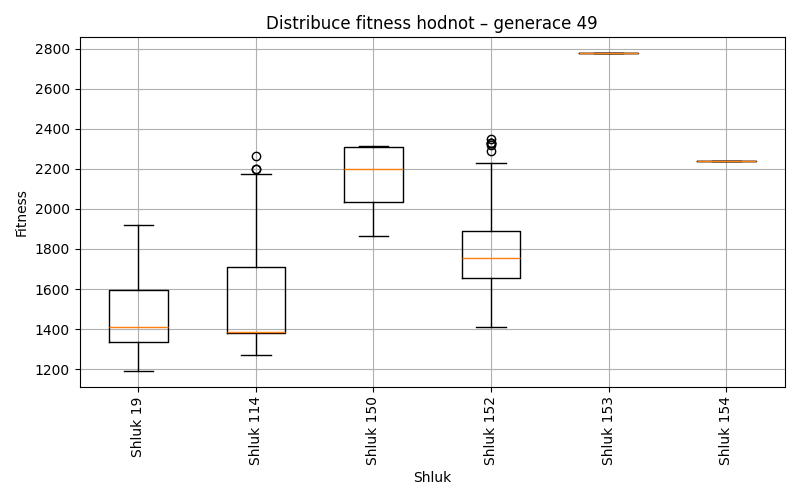 Distribuce fitness hodnot – generace 49
Fitness
2800
2600
2400
2200
2000
1800
1600
1400
1200
Shluk 19
Shluk 114
Shluk 150
Shluk 152
Shluk 153
Shluk 154
Shluk